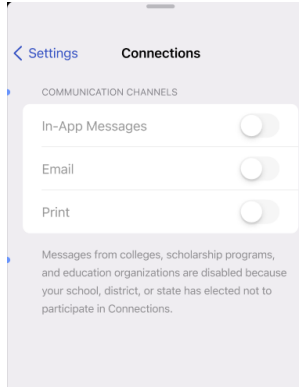 Settings
Connections
COMMUNICATION CHANNELS
In-App Messages
Email
Print
Messages from colleges, scholarship programs,
and education organizations are disabled because
your school, district, or state has elected not to
participate in Connections.